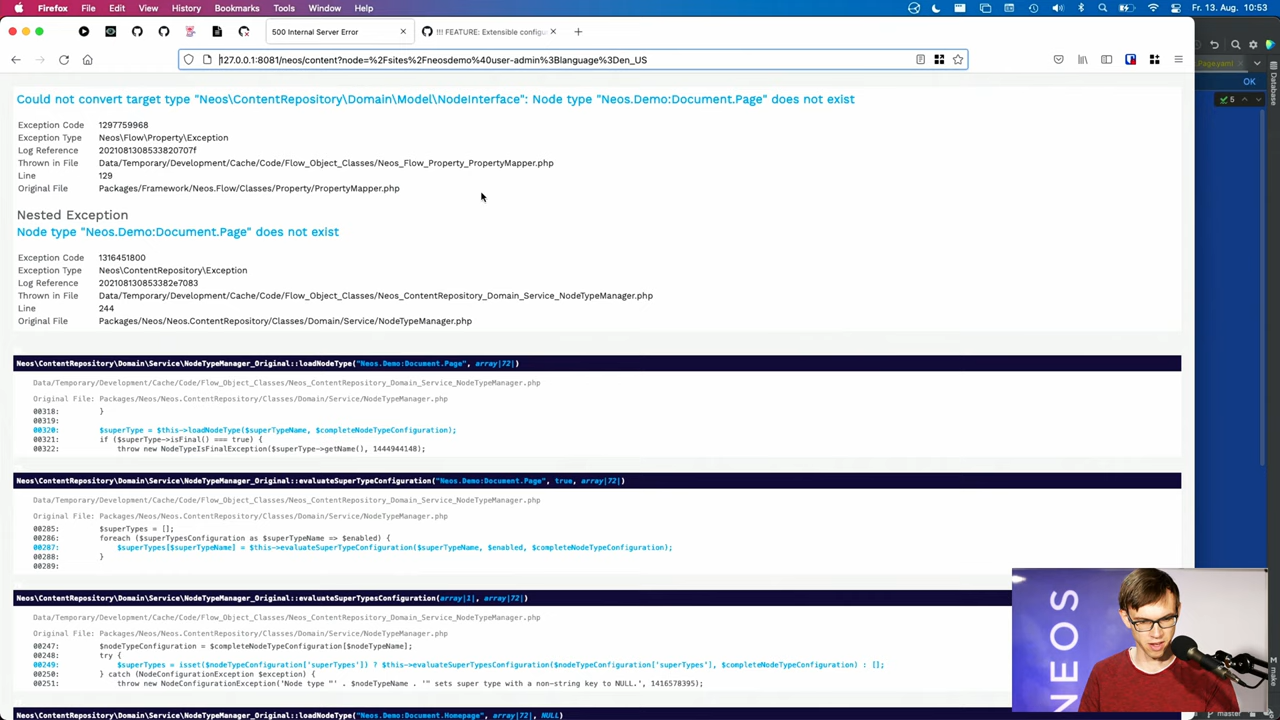 Firefox File Edit View History Bookmarks Tools Window Help
Fri 13. Aug 10:53
500 Internal Server Error
!!! FEATURE: Extensible configu
127.0.0.1:8081/neos/content?node=%2Fsites%2Fneosdemo%40user-admin%3Blanguage%3Den_US
OK
5
Database
Could not convert target type "Neos\ContentRepository\Domain\Model\NodeInterface": Node type "Neos.Demo:Document.Page" does not exist
Exception Code 1297759968
Exception Type Neos\Flow\Property\Exception
Log Reference 2021081308533820707f
Thrown in File Data/Temporary/Development/Cache/Code/Flow_Object_Classes/Neos_Flow_Property_PropertyMapper.php
Line 129
Original File Packages/Framework/Neos.Flow/Classes/Property/PropertyMapper.php
Nested Exception
Node type "Neos.Demo:Document.Page" does not exist
Exception Code 1316451800
Exception Type Neos\ContentRepository\Exception
Log Reference 202108130853382e7083
Thrown in File Data/Temporary/Development/Cache/Code/Flow_Object_Classes/Neos_ContentRepository_Domain_Service_NodeTypeManager.php
Line 244
Original File Packages/Neos/Neos.ContentRepository/Classes/Domain/Service/NodeTypeManager.php
Neos\ContentRepository\Domain\Service\NodeTypeManager_Original::loadNodeType("Neos.Demo:Document.Page", array|72|)
Data/Temporary/Development/Cache/Code/Flow_Object_Classes/Neos_ContentRepository_Domain_Service_NodeTypeManager.php
Original File: Packages/Neos/Neos.ContentRepository/Classes/Domain/Service/NodeTypeManager.php
00318: }
00319:
00320: $superType = $this->loadNodeType($superTypeName, $completeNodeTypeConfiguration);
00321: if ($superType->isFinal() === true) {
00322: throw new NodeTypeIsFinalException($superType->getName(), 1444944148);
Neos\ContentRepository\Domain\Service\NodeTypeManager_Original::evaluateSuperTypeConfiguration("Neos.Demo:Document.Page", true, array|72|)
Data/Temporary/Development/Cache/Code/Flow_Object_Classes/Neos_ContentRepository_Domain_Service_NodeTypeManager.php
Original File: Packages/Neos/Neos.ContentRepository/Classes/Domain/Service/NodeTypeManager.php
00285: $superTypes = [];
00286: foreach ($superTypesConfiguration as $superTypeName => $enabled) {
00287: $superTypes[$superTypeName] = $this->evaluateSuperTypeConfiguration($superTypeName, $enabled, $completeNodeTypeConfiguration);
00288: }
00289:
Neos\ContentRepository\Domain\Service\NodeTypeManager_Original::evaluateSuperTypesConfiguration(array|1|, array|72|)
Data/Temporary/Development/Cache/Code/Flow_Object_Classes/Neos_ContentRepository_Domain_Service_NodeTypeManager.php
Original File: Packages/Neos/Neos.ContentRepository/Classes/Domain/Service/NodeTypeManager.php
00247: $nodeTypeConfiguration = $completeNodeTypeConfiguration[$nodeTypeName];
00248: try {
00249: $superTypes = isset($nodeTypeConfiguration['superTypes']) ? $this->evaluateSuperTypesConfiguration($nodeTypeConfiguration['superTypes'], $completeNodeTypeConfiguration) : [];
00250: } catch (NodeConfigurationException $exception) {
00251: throw new NodeConfigurationException('Node type "' . $nodeTypeName . '" sets super type with a non-string key to NULL.', 1416578395);
Neos\ContentRepository\Domain\Service\NodeTypeManager_Original::loadNodeType("Neos.Demo:Document.Homepage", array|72|, NULL)
NEOS
master